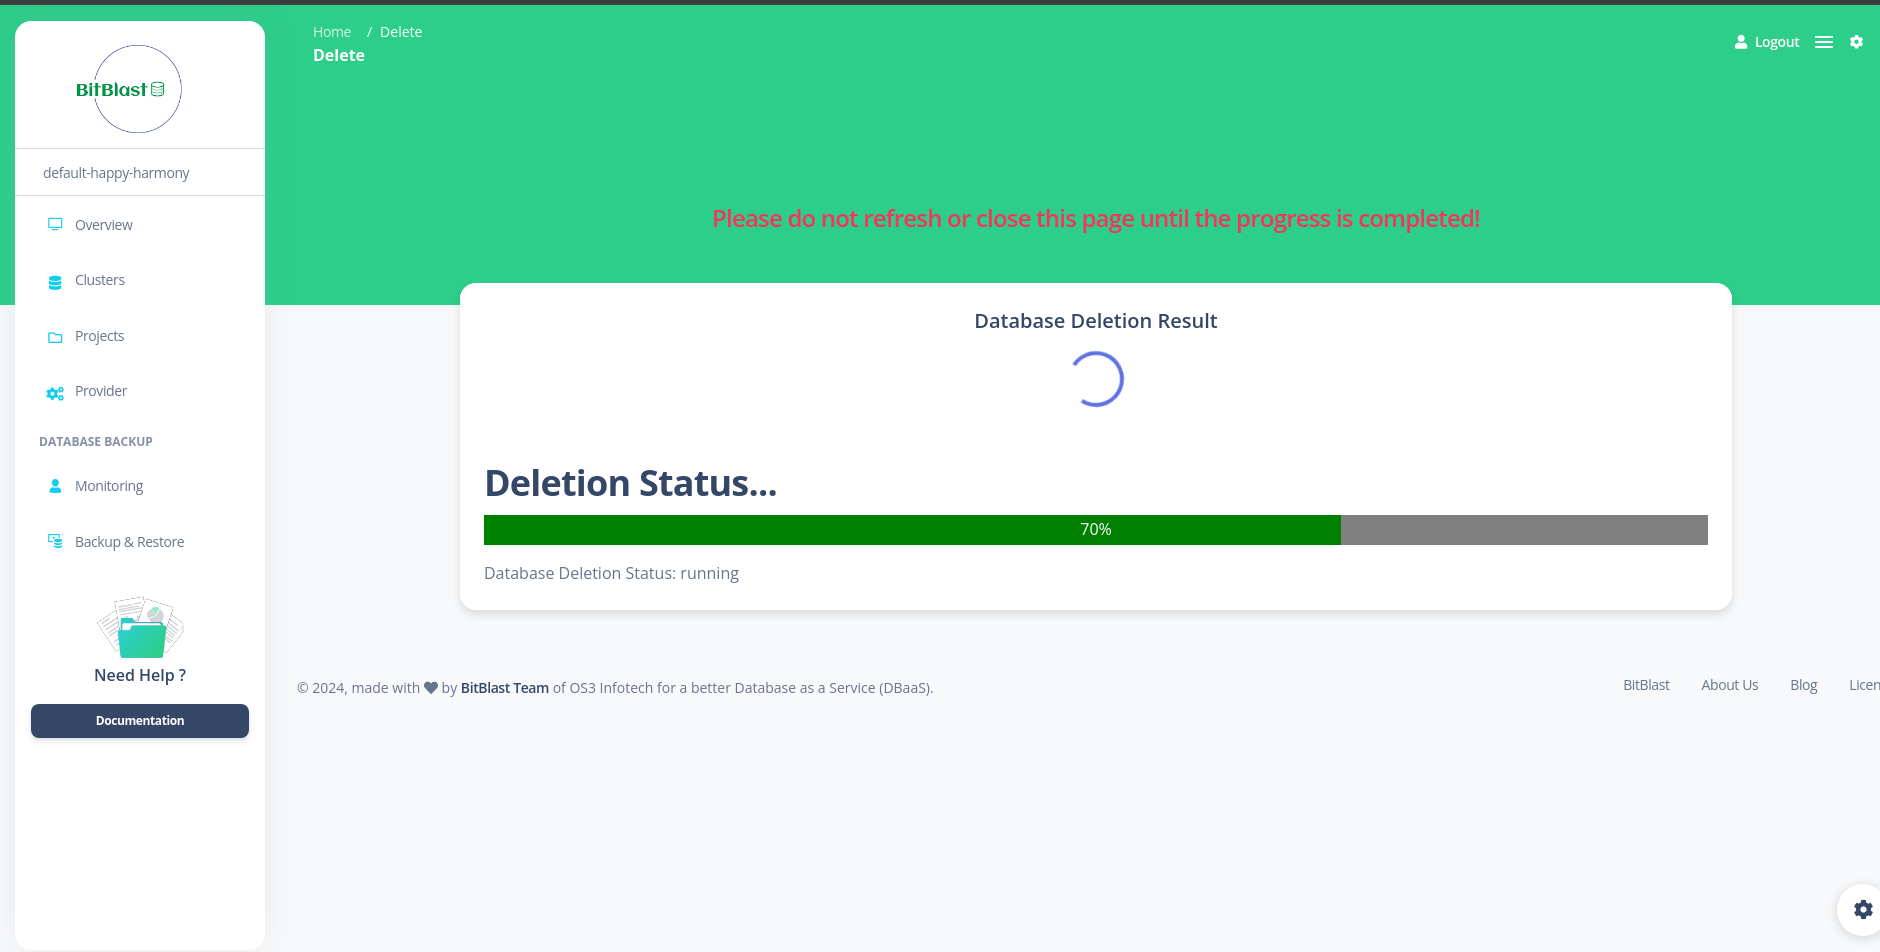 BitBlast
default-happy-harmony
Overview
Clusters
Projects
Provider
DATABASE BACKUP
Monitoring
Backup & Restore
Need Help ?
Documentation
Home / Delete
Delete
Logout
Please do not refresh or close this page until the progress is completed!
Database Deletion Result
Deletion Status...
70%
Database Deletion Status: running
© 2024, made with by BitBlast Team of OS3 Infotech for a better Database as a Service (DBaaS).
BitBlast About Us Blog Licen